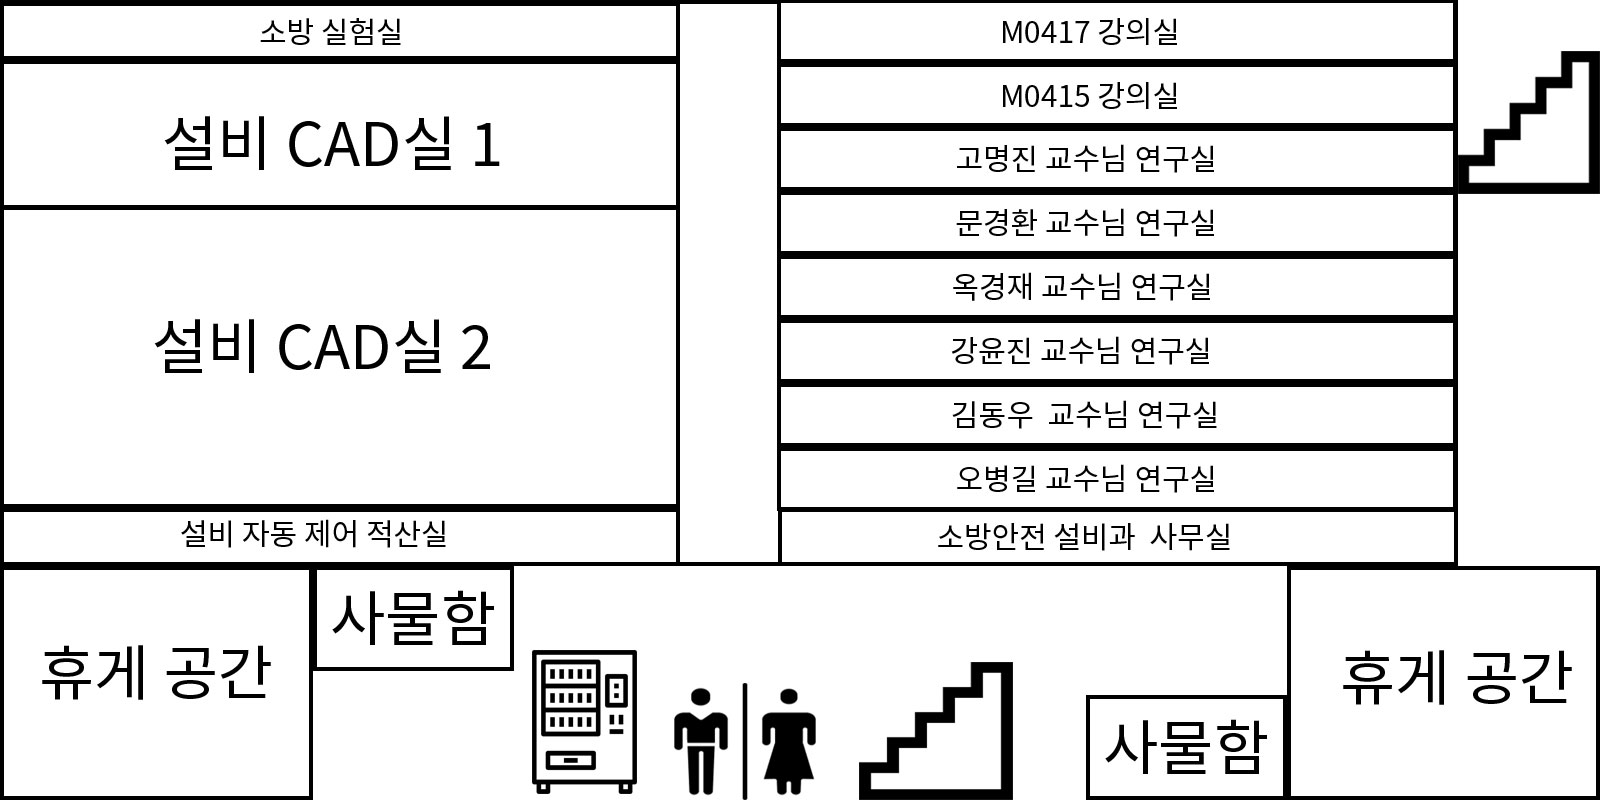 소방 실험실
설비 CAD실 1
설비 CAD실 2
설비 자동 제어 적산실
M0417 강의실
M0415 강의실
고명진 교수님 연구실
문경환 교수님 연구실
옥경재 교수님 연구실
강윤진 교수님 연구실
김동우 교수님 연구실
오병길 교수님 연구실
소방안전 설비과 사무실
휴게 공간
사물함
사물함
휴게 공간